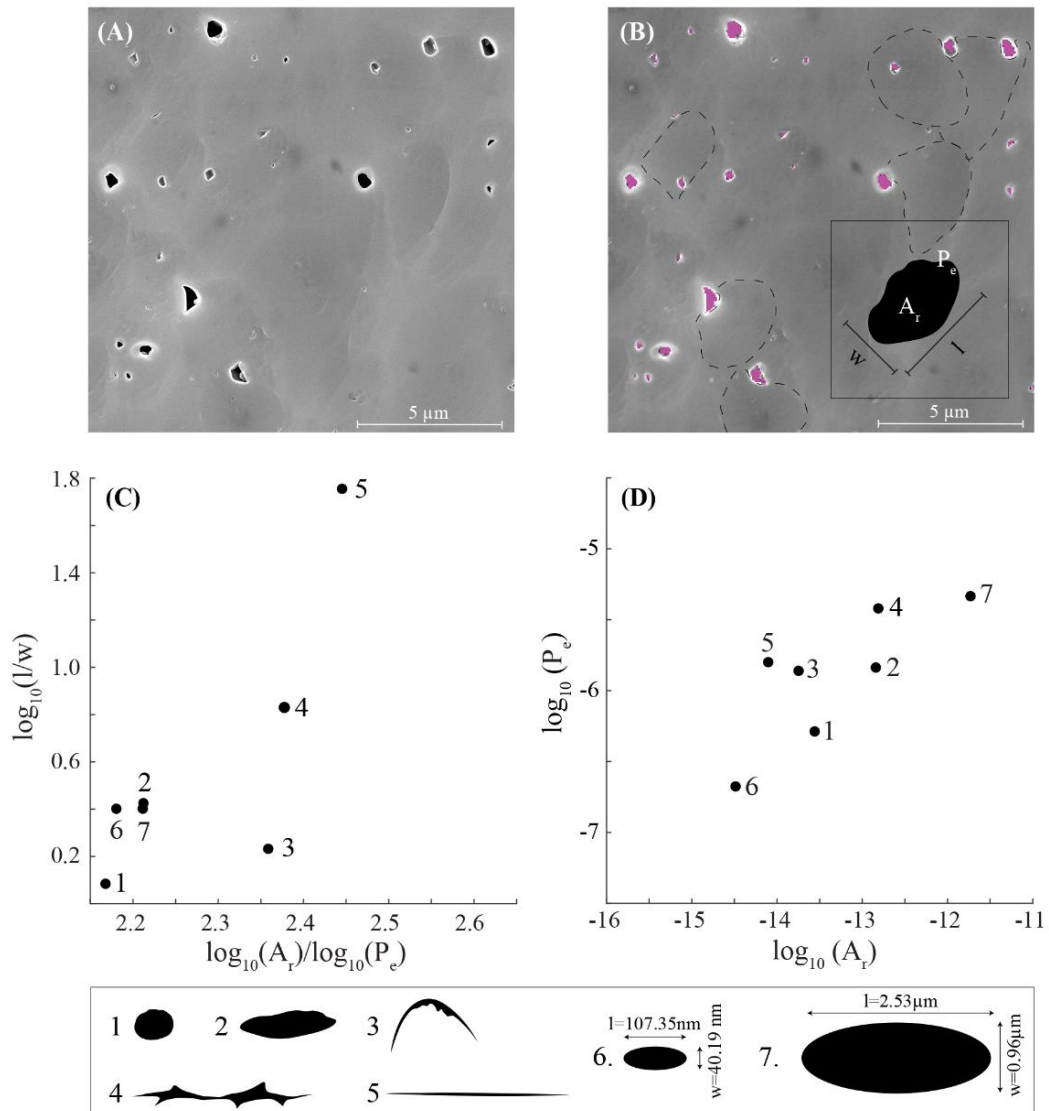 (A)
5 µm
(B)
Pe
Ar
w
l
5 µm
(C)
1.8
1.4
1.0
0.6
0.2
log10(l/w)
5
4
2
6
7
3
1
2.2
2.3
2.4
2.5
2.6
log10(Ar)/log10(Pe)
(D)
-5
-6
-7
log10 (Pe)
7
4
5
3
2
1
6
-16
-15
-14
-13
-12
-11
log10 (Ar)
1
2
3
l=107.35nm
6.
w=40.19 nm
l=2.53µm
7.
w=0.96µm
4
5